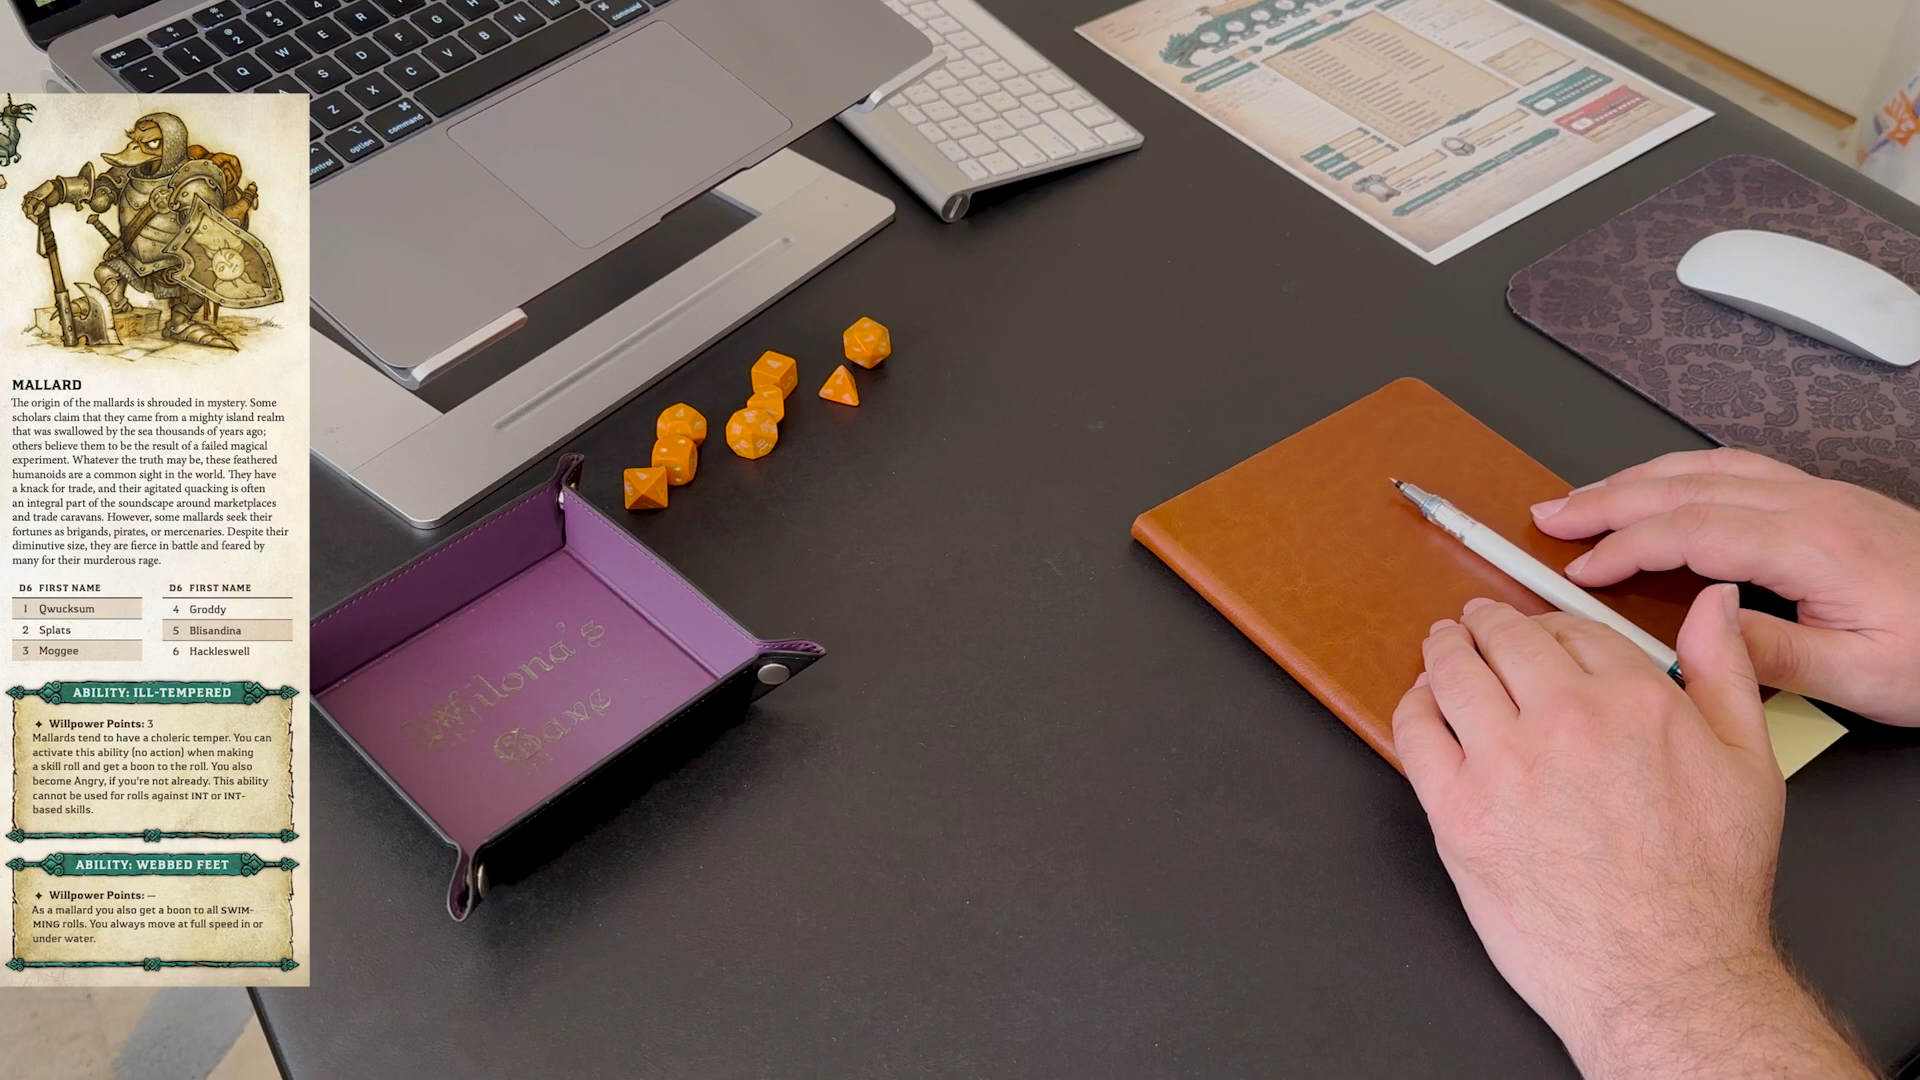 MALLARD
The origin of the mallards is shrouded in mystery. Some
scholars claim that they came from a mighty island realm
that was swallowed by the sea thousands of years ago;
others believe them to be the result of a failed magical
experiment. Whatever the truth may be, these feathered
humanoids are a common sight in the world. They have
a knack for trade, and their agitated quacking is often
an integral part of the soundscape around marketplaces
and trade caravans. However, some mallards seek their
fortunes as brigands, pirates, or mercenaries. Despite their
diminutive size, they are fierce in battle and feared by
many for their murderous rage.
D6 FIRST NAME
1 Qwucksum
2 Splats
3 Moggee
D6 FIRST NAME
4 Groddy
5 Blisandina
6 Hackleswell
ABILITY: ILL-TEMPERED
Willpower Points: 3
Mallards tend to have a choleric temper. You can
activate this ability (no action) when making
a skill roll and get a boon to the roll. You also
become Angry, if you're not already. This ability
cannot be used for rolls against INT or INT-
based skills.
ABILITY: WEBBED FEET
Willpower Points: —
As a mallard you also get a boon to all SWIM-
MING rolls. You always move at full speed in or
under water.
esc
1 2 3 4
Q W E R T
S D F G H
Z X C V B N M
control option command
command
Wilona's